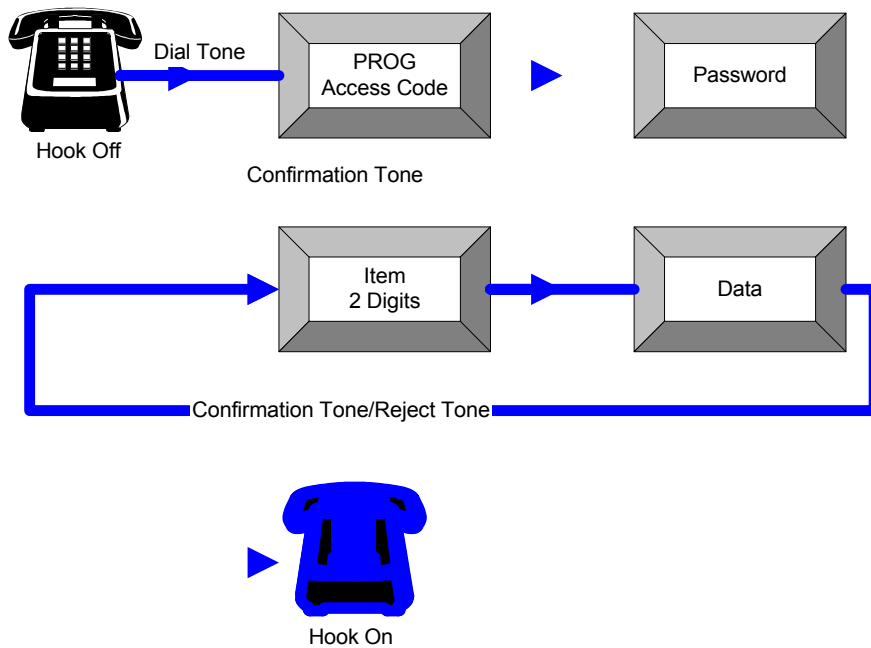 Dial Tone
PROG
Access Code
Password
Hook Off
Confirmation Tone
Item
2 Digits
Data
Confirmation Tone/Reject Tone
Hook On